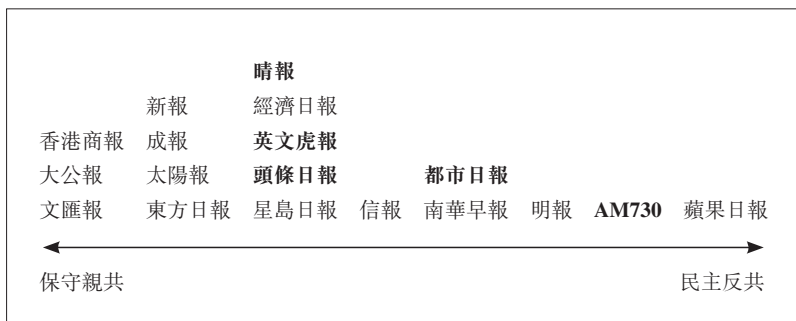 晴報
新報 經濟日報
香港商報 成報 英文虎報
大公報 太陽報 頭條日報 都市日報
文匯報 東方日報 星島日報 信報 南華早報 明報 AM730 蘋果日報
保守親共 民主反共